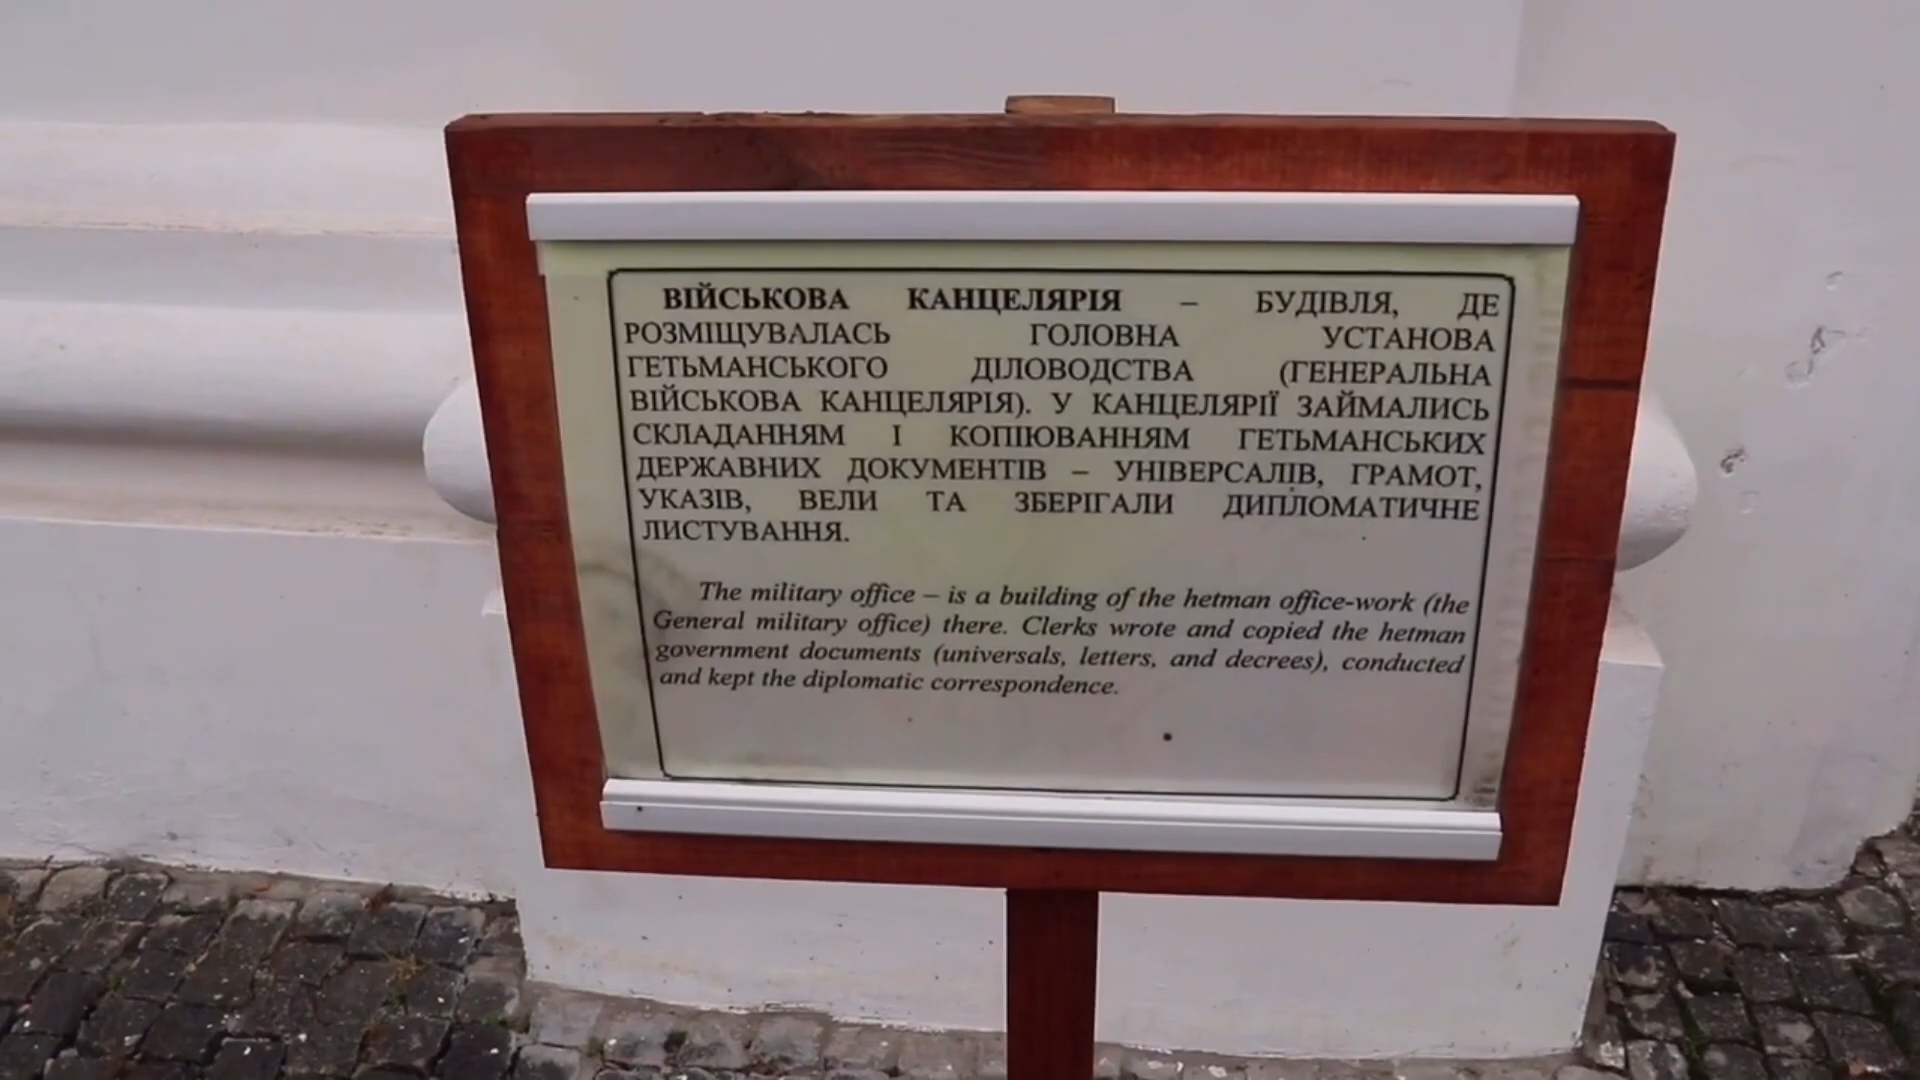 ВІЙСЬКОВА КАНЦЕЛЯРІЯ – БУДІВЛЯ, ДЕ
РОЗМІЩУВАЛАСЬ ГОЛОВНА УСТАНОВА
ГЕТЬМАНСЬКОГО ДІЛОВОДСТВА (ГЕНЕРАЛЬНА
ВІЙСЬКОВА КАНЦЕЛЯРІЯ). У КАНЦЕЛЯРІЇ ЗАЙМАЛИСЬ
СКЛАДАННЯМ І КОПІЮВАННЯМ ГЕТЬМАНСЬКИХ
ДЕРЖАВНИХ ДОКУМЕНТІВ – УНІВЕРСАЛІВ, ГРАМОТ,
УКАЗІВ, ВЕЛИ ТА ЗБЕРІГАЛИ ДИПЛОМАТИЧНЕ
ЛИСТУВАННЯ.
The military office – is a building of the hetman office-work (the
General military office) there. Clerks wrote and copied the hetman
government documents (universals, letters, and decrees), conducted
and kept the diplomatic correspondence.